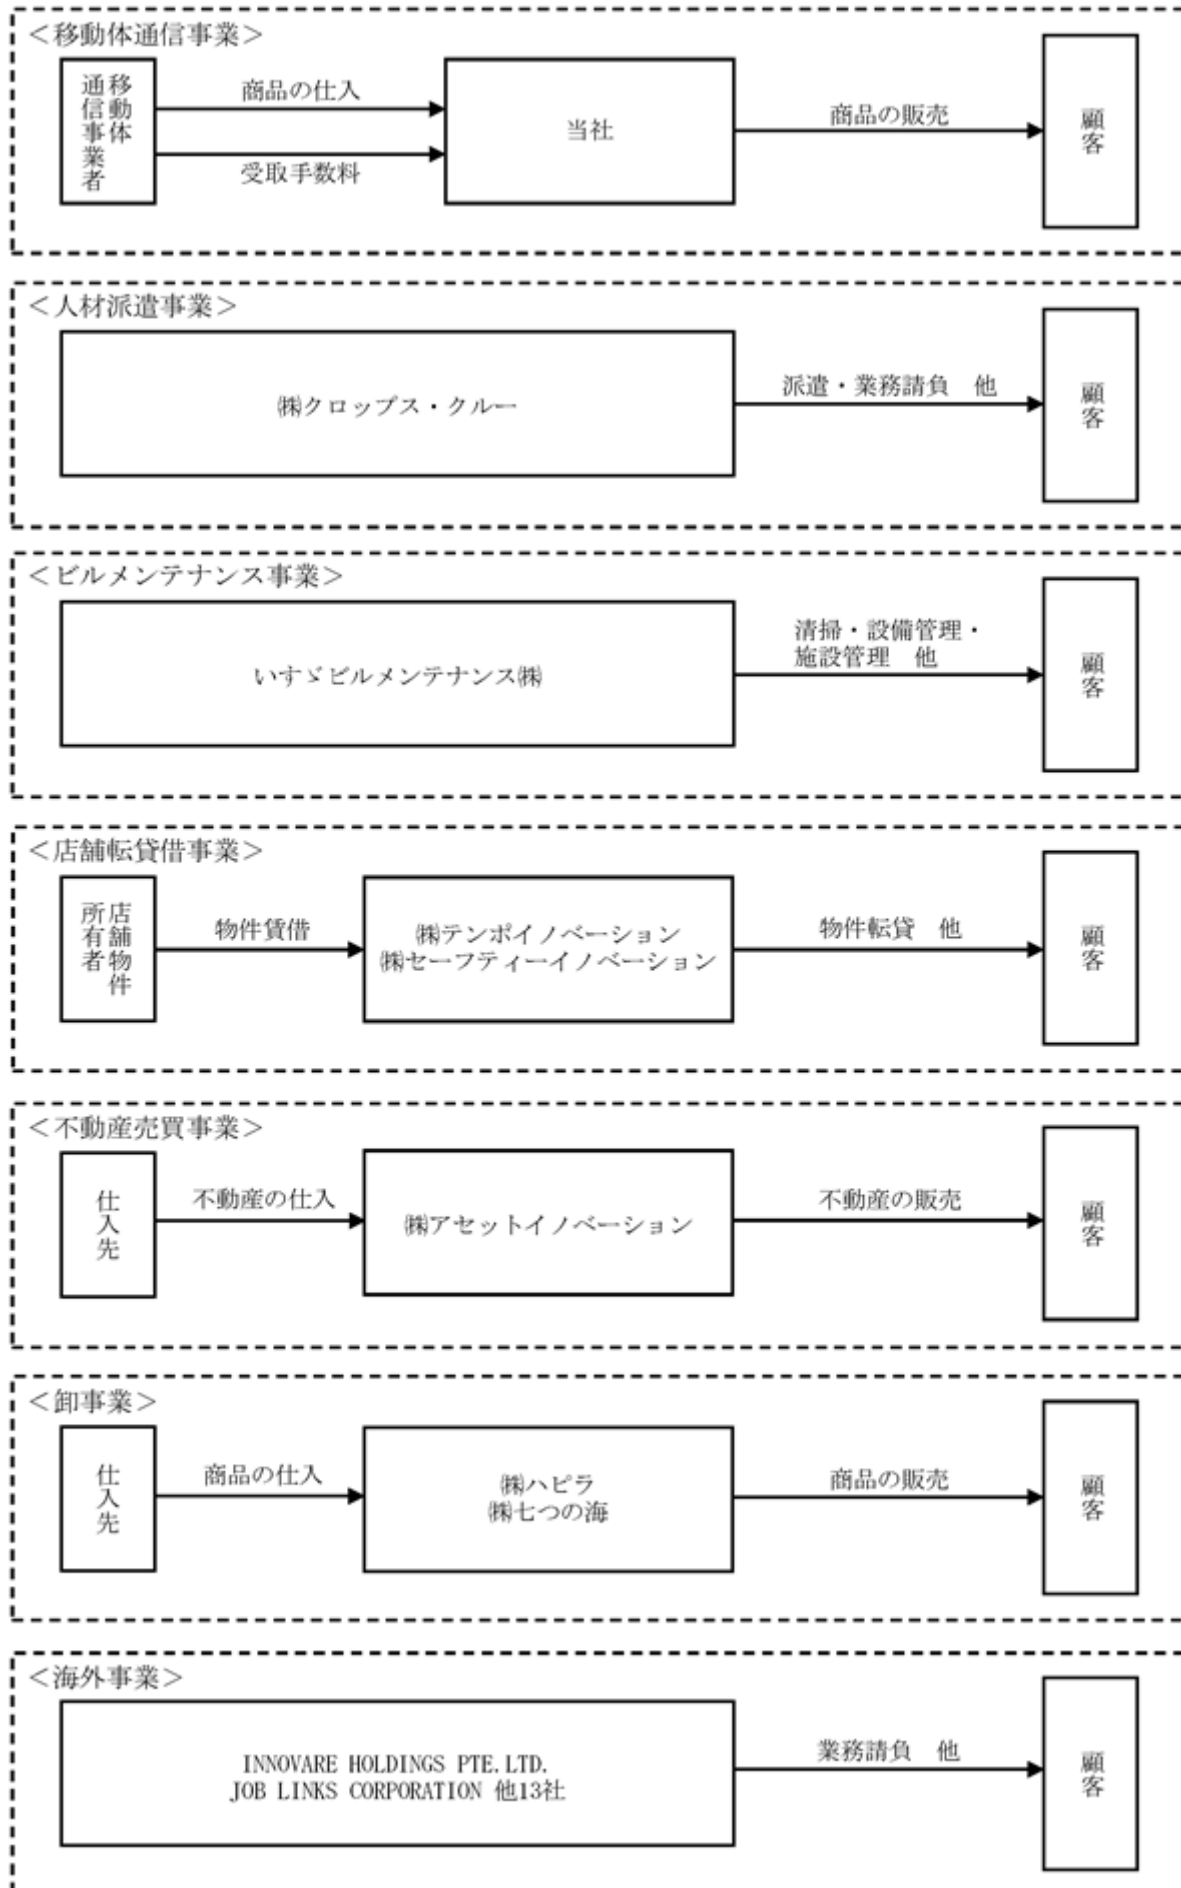 ＜移動体通信事業＞
移動体
通信事業者
商品の仕入
受取手数料
当社
商品の販売
顧客
＜人材派遣事業＞
㈱クロップス・クルー
派遣・業務請負　他
顧客
＜ビルメンテナンス事業＞
いすゞビルメンテナンス㈱
清掃・設備管理・
施設管理　他
顧客
＜店舗転貸借事業＞
店舗物件
所有者
物件賃借
㈱テンポイノベーション
㈱セーフティーイノベーション
物件転貸　他
顧客
＜不動産売買事業＞
仕入先
不動産の仕入
㈱アセットイノベーション
不動産の販売
顧客
＜卸事業＞
仕入先
商品の仕入
㈱ハピラ
㈱七つの海
商品の販売
顧客
＜海外事業＞
INNOVARE HOLDINGS PTE.LTD.
JOB LINKS CORPORATION 他13社
業務請負　他
顧客